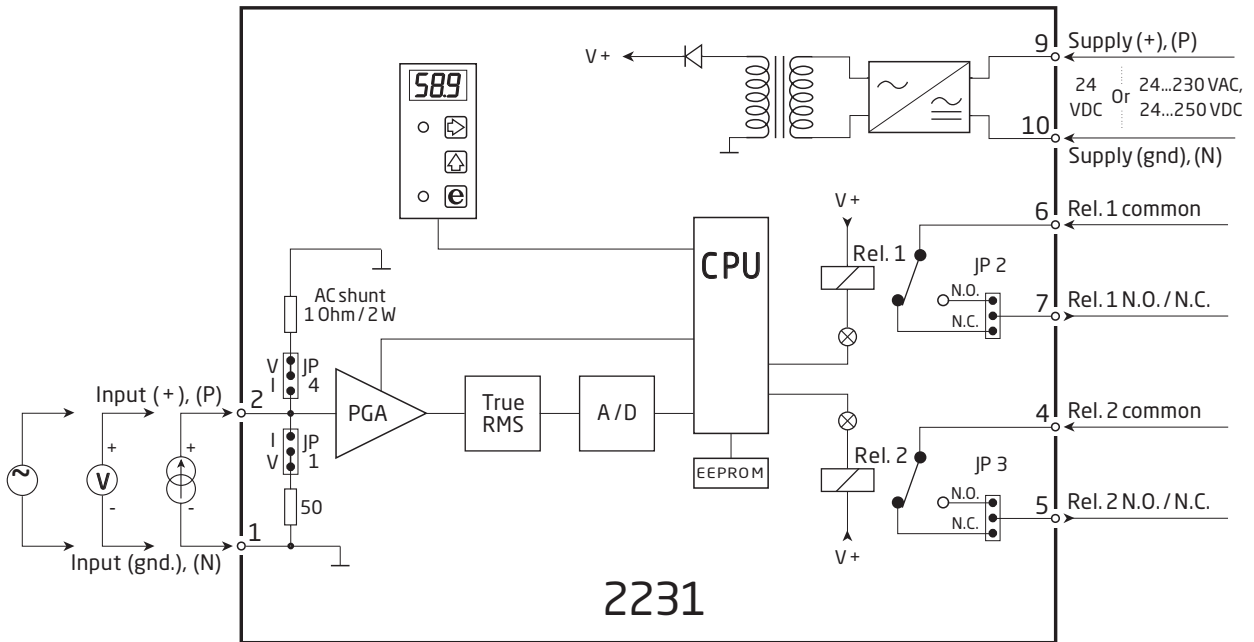 V+
9
Supply (+), (P)
24
VDC
Or
24...230 VAC,
24...250 VDC
10
Supply (gnd), (N)
58.9
e
V+
6
Rel. 1 common
CPU
Rel. 1
JP 2
N.O.
N.C.
7
Rel. 1 N.O. / N.C.
AC shunt
1 Ohm / 2 W
V
I
JP
4
Input (+), (P)
2
PGA
True
RMS
A/D
4
Rel. 2 common
I
V
JP
1
EEPROM
Rel. 2
JP 3
N.O.
N.C.
5
Rel. 2 N.O. / N.C.
~
+
V
-
+
-
50
1
Input (gnd.), (N)
V+
2231